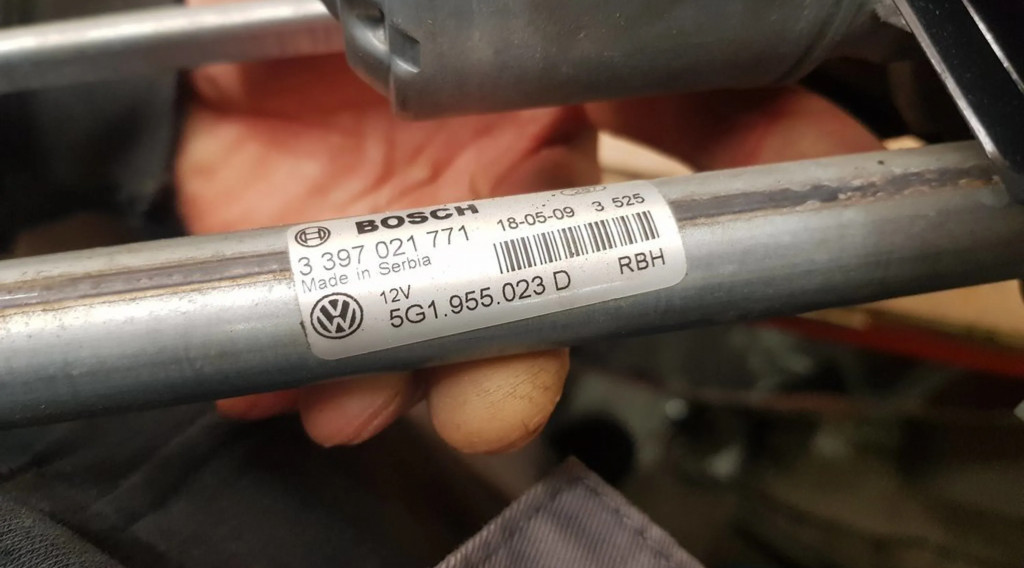 BOSCH
3 397 021 771
18-05-09 3 525
Made in Serbia
12V
5G1.955.023 D
RBH